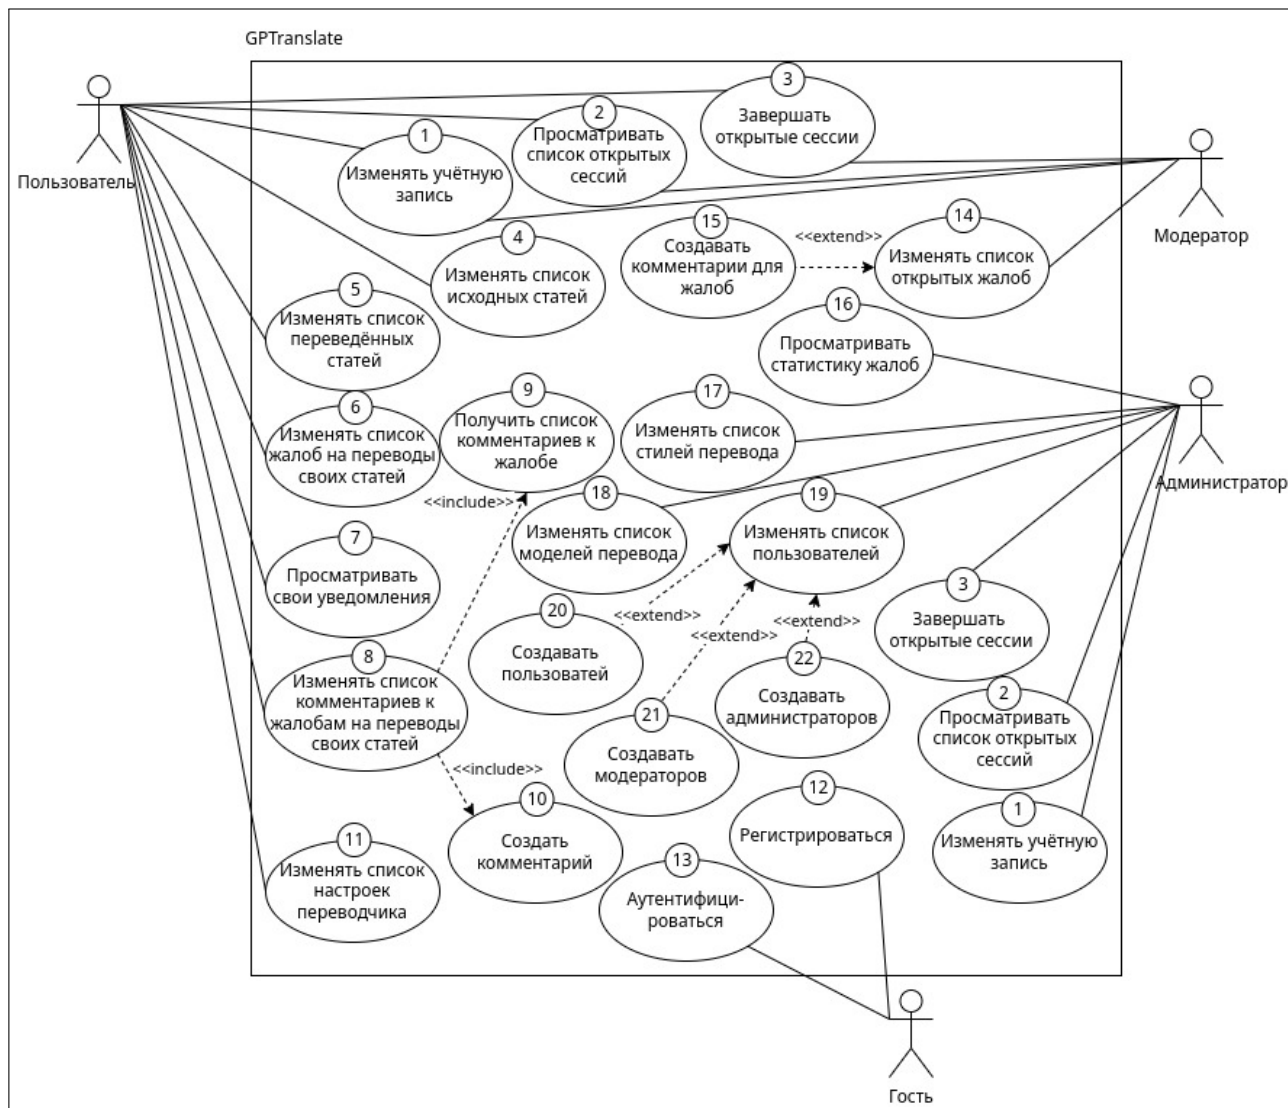 GPTranslate
Пользователь
3
Завершать
открытые сессии
2
Просматривать
список открытых
сессий
1
Изменять учётную
запись
Модератор
15
Создавать
комментарии для
жалоб
<<extend>>
14
Изменять список
открытых жалоб
4
Изменять список
исходных статей
5
Изменять список
переведённых
статей
16
Просматривать
статистику жалоб
9
Получить список
комментариев к
жалобе
17
Изменять список
стилей перевода
6
Изменять список
жалоб на переводы
своих статей
Администратор
<<include>>
18
Изменять список
моделей перевода
19
Изменять список
пользователей
7
Просматривать
свои уведомления
3
Завершать
открытые сессии
20
Создавать
пользоватей
<<extend>>
<<extend>>
<<extend>>
8
Изменять список
комментариев к
жалобам на переводы
своих статей
22
Создавать
администраторов
2
Просматривать
список открытых
сессий
21
Создавать
модераторов
<<include>>
10
Создать
комментарий
12
Регистрироваться
1
Изменять учётную
запись
11
Изменять список
настроек
переводчика
13
Аутентифици-
роваться
Гость